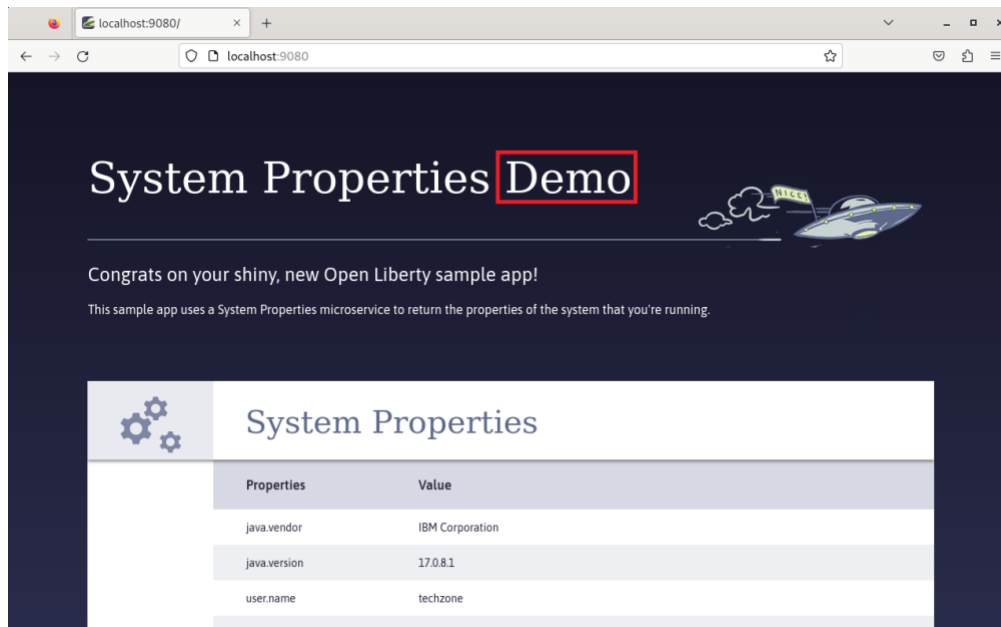 localhost:9080/
localhost:9080
System Properties Demo
NICE!
Congrats on your shiny, new Open Liberty sample app!
This sample app uses a System Properties microservice to return the properties of the system that you're running.
System Properties
Properties Value
java.vendor IBM Corporation
java.version 17.0.8.1
user.name techzone